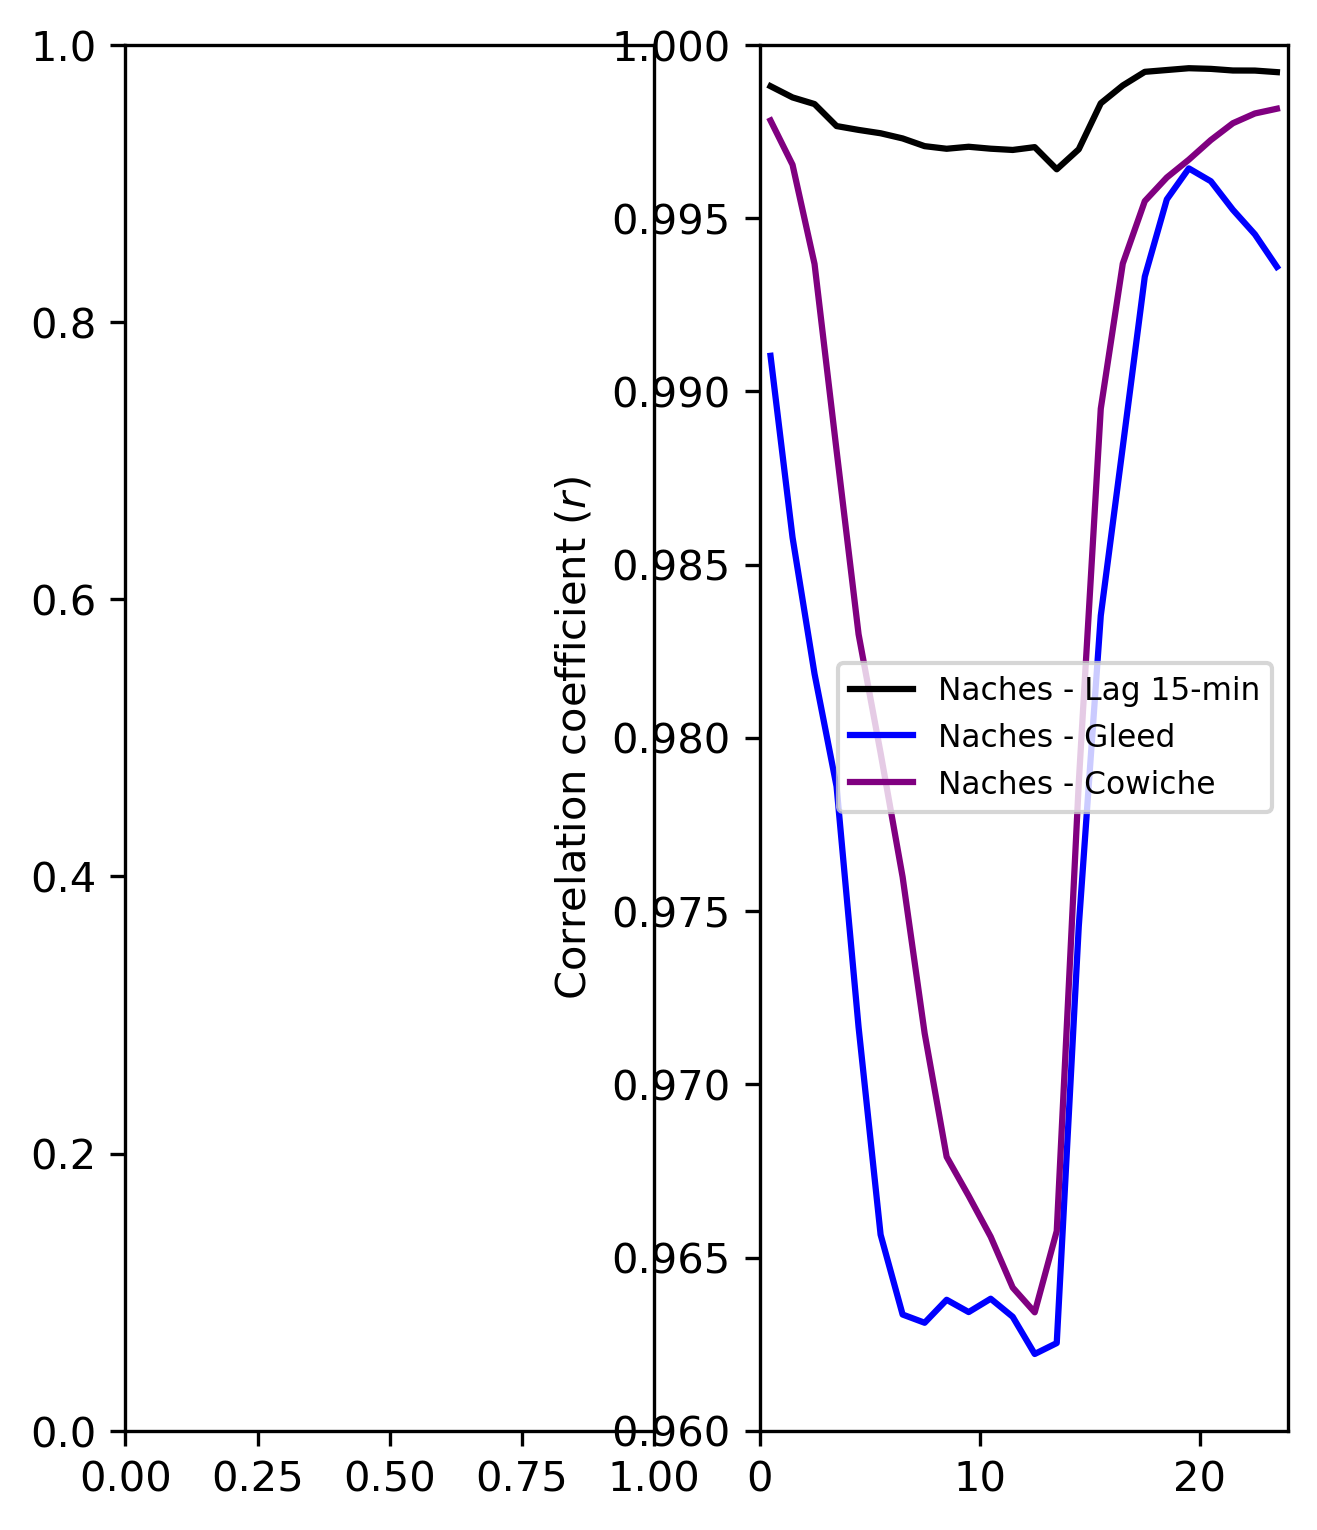 1.0
0.8
0.6
0.4
0.2
0.0
0.00 0.25 0.50 0.75 1.00
Correlation coefficient (r)
1.000
0.995
0.990
0.985
0.980
0.975
0.970
0.965
0.960
0 10 20
Naches - Lag 15-min
Naches - Gleed
Naches - Cowiche